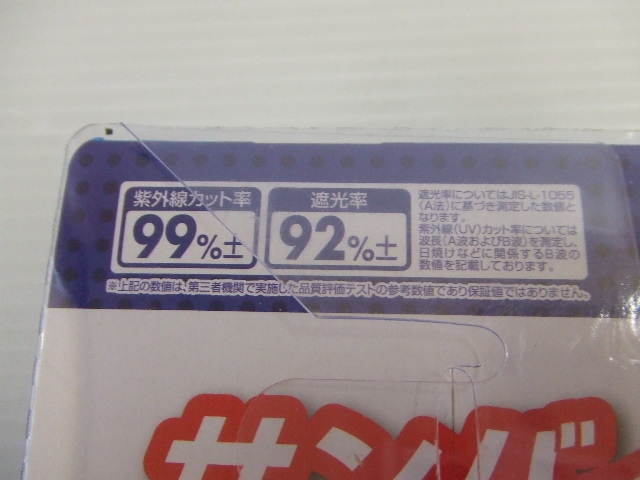 紫外線カット率
99%±
遮光率
92%±
遮光率についてはJIS-L-1055
(A法)に基づき測定した数値と
なります。
紫外線(UV)カット率については
波長(A波およびB波)を測定し、
日焼けなどに関係するB波の
数値を記載しております。
※上記の数値は、第三者機関で実施した品質評価テストの参考数値であり保証値ではありません。
サンバ